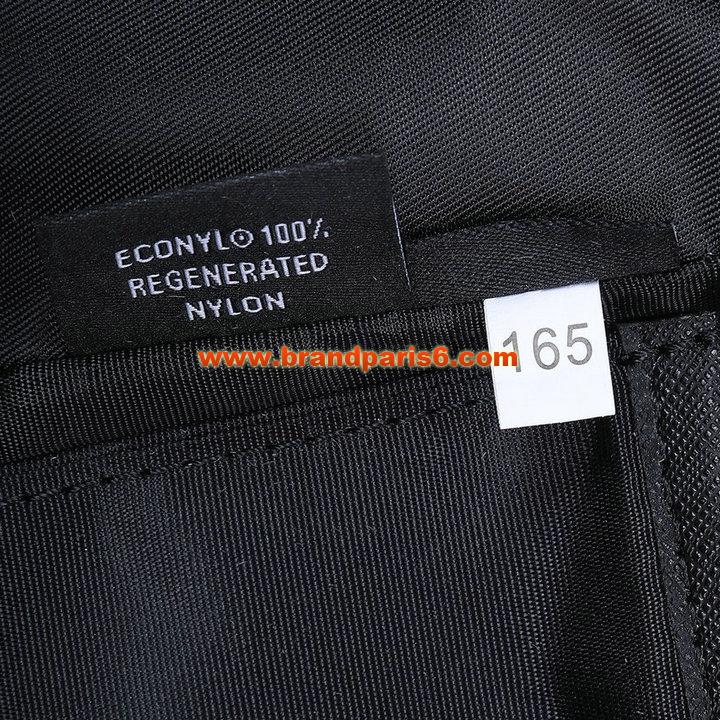 ECONYL⊙ 100%
REGENERATED
NYLON
www.brandparis6.com
165